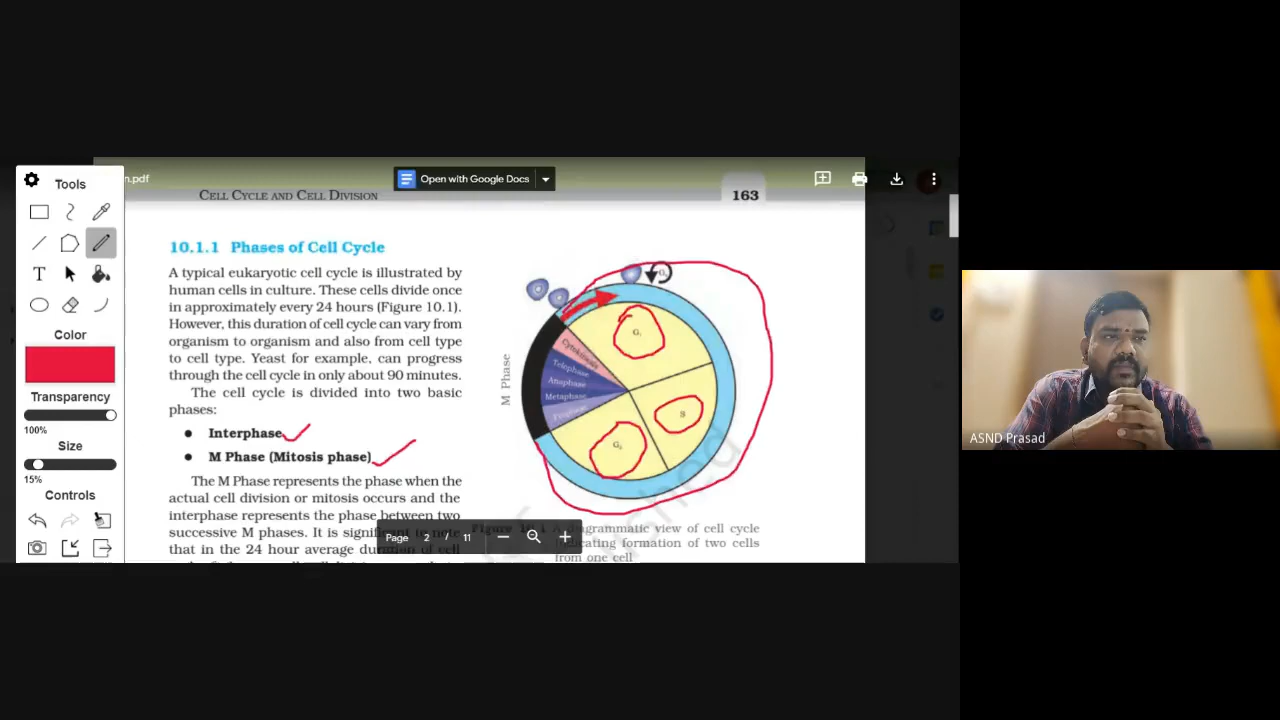 Tools
n.pdf
Open with Google Docs
CELL CYCLE AND CELL DIVISION
163
10.1.1 Phases of Cell Cycle
A typical eukaryotic cell cycle is illustrated by
human cells in culture. These cells divide once
in approximately every 24 hours (Figure 10.1).
However, this duration of cell cycle can vary from
organism to organism and also from cell type
to cell type. Yeast for example, can progress
through the cell cycle in only about 90 minutes.
The cell cycle is divided into two basic
phases:
● Interphase
● M Phase (Mitosis phase)
The M Phase represents the phase when the
actual cell division or mitosis occurs and the
interphase represents the phase between two
successive M phases. It is significant to note
that in the 24 hour average duration of cell
T
Color
Transparency
100%
Size
15%
Controls
M Phase
G₁
S
G₂
Cytokinesis
Telophase
Anaphase
Metaphase
Prophase
A diagrammatic view of cell cycle
indicating formation of two cells
from one cell
Page 2 / 11
ASND Prasad